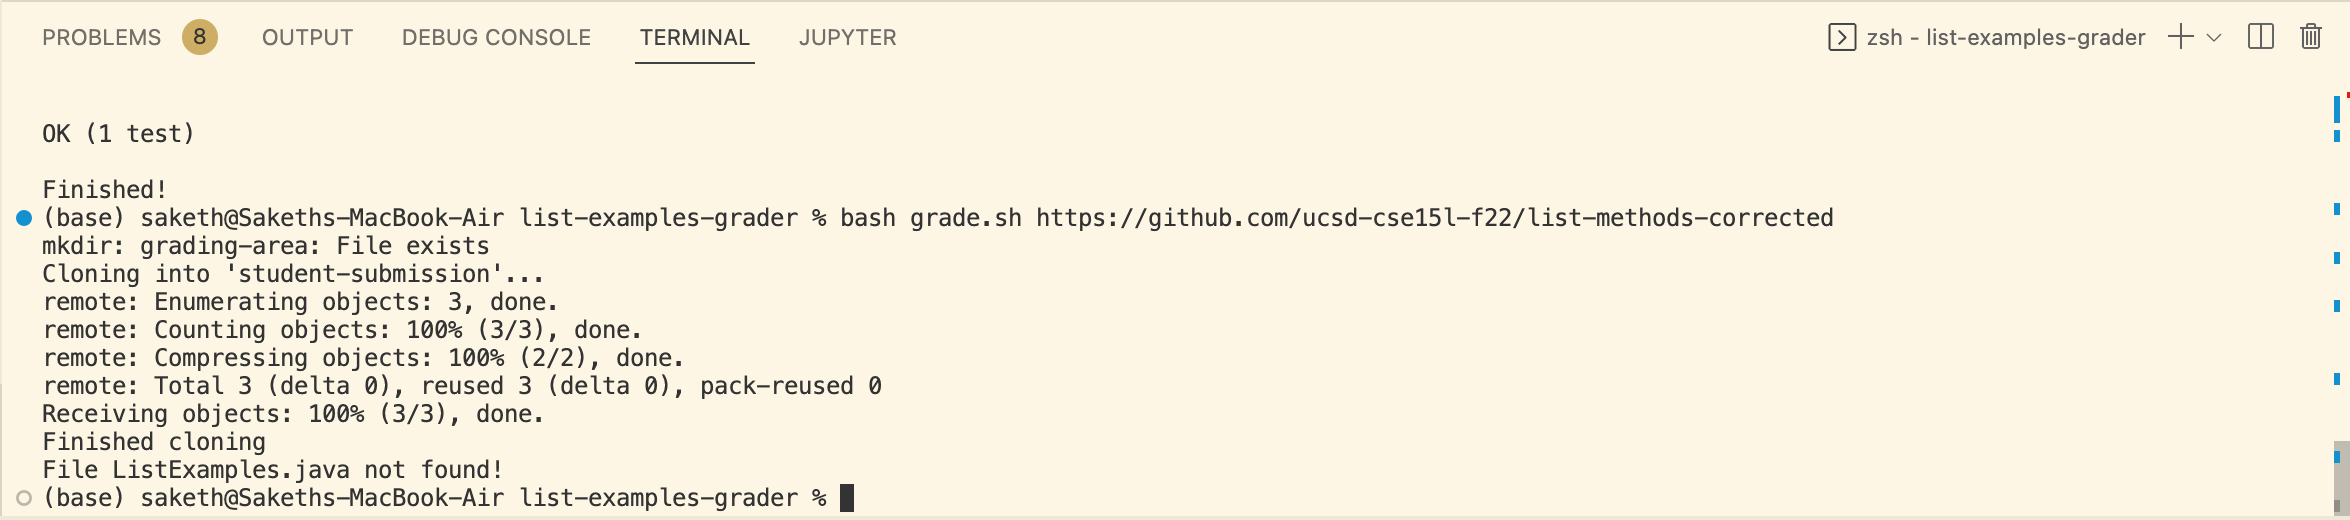 PROBLEMS 8 OUTPUT DEBUG CONSOLE TERMINAL JUPYTER zsh - list-examples-grader
OK (1 test)
Finished!
(base) saketh@Sakeths-MacBook-Air list-examples-grader % bash grade.sh https://github.com/ucsd-cse15l-f22/list-methods-corrected
mkdir: grading-area: File exists
Cloning into 'student-submission'...
remote: Enumerating objects: 3, done.
remote: Counting objects: 100% (3/3), done.
remote: Compressing objects: 100% (2/2), done.
remote: Total 3 (delta 0), reused 3 (delta 0), pack-reused 0
Receiving objects: 100% (3/3), done.
Finished cloning
File ListExamples.java not found!
(base) saketh@Sakeths-MacBook-Air list-examples-grader %